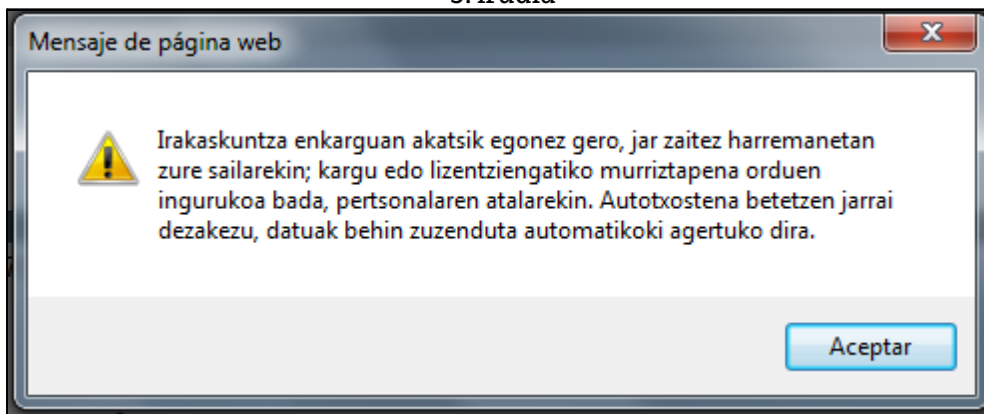 3. irudia
Mensaje de página web
Irakaskuntza enkarguan akatsik egonez gero, jar zaitez harremanetan
zure sailarekin; kargu edo lizentziengatiko murriztapena orduen
ingurukoa bada, pertsonalaren atalarekin. Autotxostena betetzen jarrai
dezakezu, datuak behin zuzenduta automatikoki agertuko dira.
Aceptar